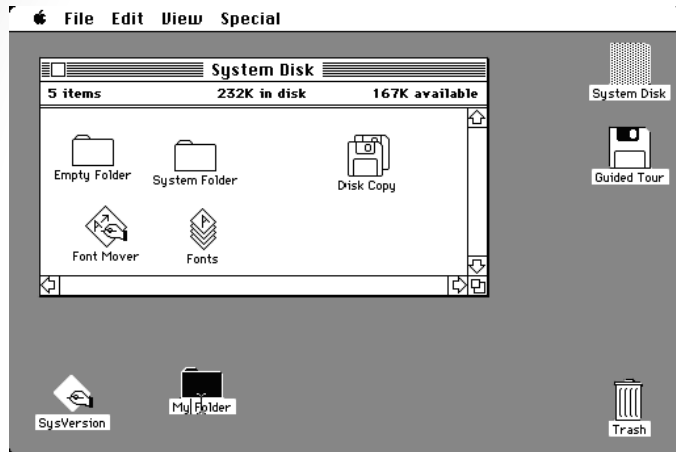 File Edit View Special
System Disk
5 items 232K in disk 167K available
Empty Folder System Folder Disk Copy
Font Mover Fonts
System Disk
Guided Tour
SysVersion
My Folder
Trash